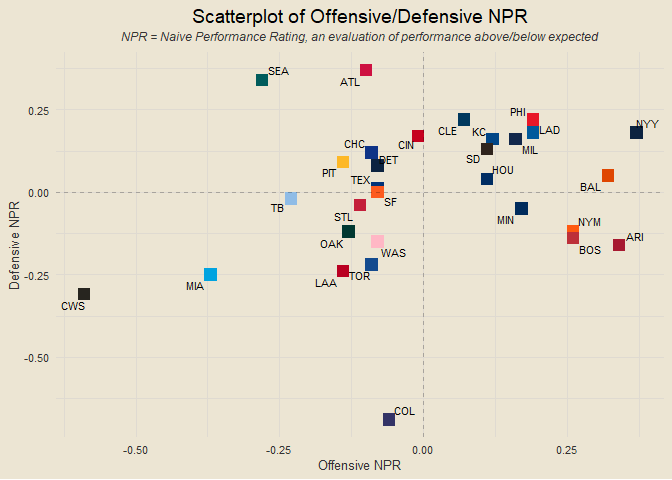 Scatterplot of Offensive/Defensive NPR
NPR = Naive Performance Rating, an evaluation of performance above/below expected
SEA
ATL
0.25
PHI
NYY
CLE
KC
LAD
CHC
CIN
SD
MIL
DET
PIT
HOU
TEX
BAL
0.00
TB
SF
STL
MIN
NYM
OAK
ARI
WAS
BOS
-0.25
MIA
LAA
TOR
CWS
-0.50
COL
Defensive NPR
-0.50
-0.25
0.00
0.25
Offensive NPR